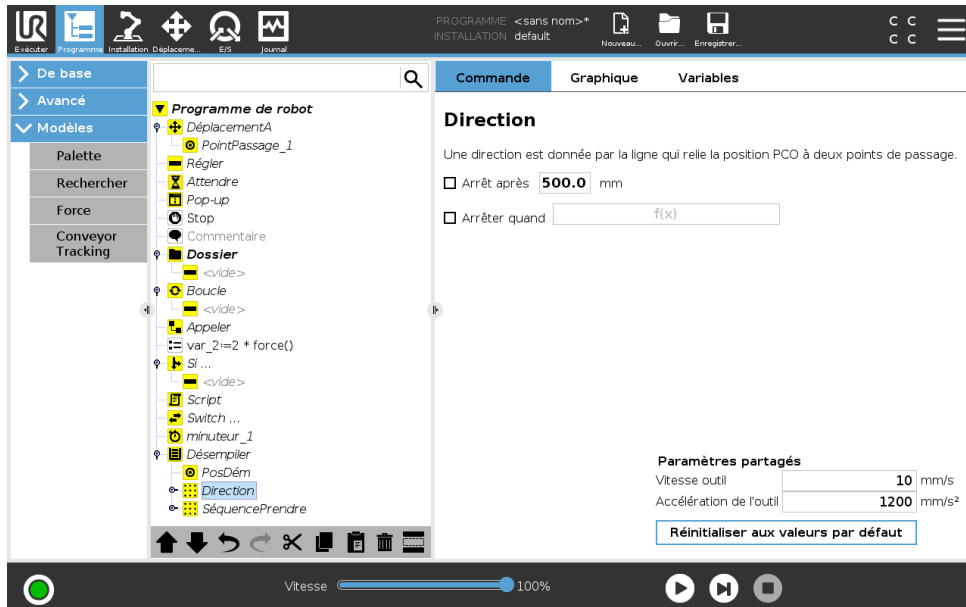 PROGRAMME <sans nom>*
INSTALLATION default
Exécuter
Programme
Installation
Déplaceme...
E/S
Journal
Nouveau...
Ouvrir...
Enregistrer...
C C
C C
De base
Avancé
Modèles
Palette
Rechercher
Force
Conveyor
Tracking
Programme de robot
DéplacementA
PointPassage_1
Régler
Attendre
Pop-up
Stop
Commentaire
Dossier
<vide>
Boucle
<vide>
Appeler
var_2:=2 * force()
Si ...
<vide>
Script
Switch ...
minuteur_1
Désempiler
PosDém
Direction
SéquencePrendre
Commande Graphique Variables
Direction
Une direction est donnée par la ligne qui relie la position PCO à deux points de passage.
Arrêt après 500.0 mm
Arrêter quand f(x)
Paramètres partagés
Vitesse outil 10 mm/s
Accélération de l'outil 1200 mm/s²
Réinitialiser aux valeurs par défaut
Vitesse 100%